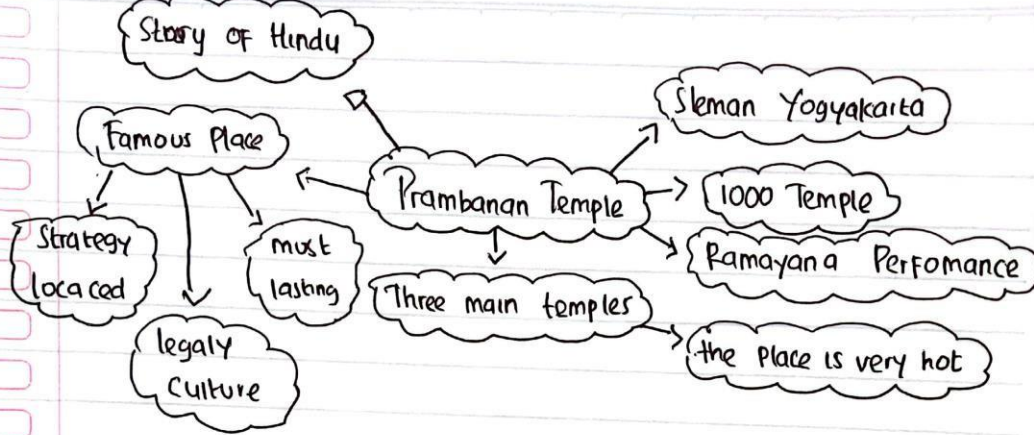 Story of Hindu
Famous Place
Strategy
locaced
legaly
Culture
must
lasting
Prambanan Temple
Three main temples
Sleman Yogyakarta
1000 Temple
Ramayana Perfomance
the place is very hot